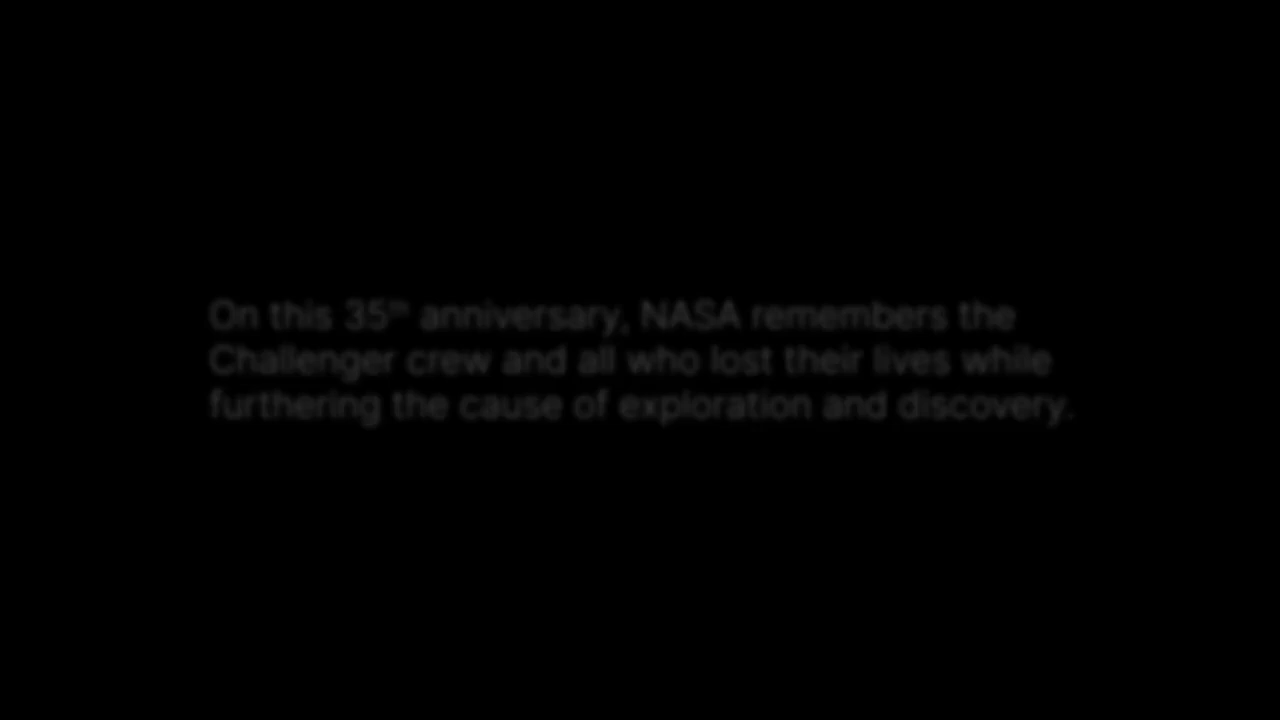 On this 35th anniversary, NASA remembers the
Challenger crew and all who lost their lives while
furthering the cause of exploration and discovery.